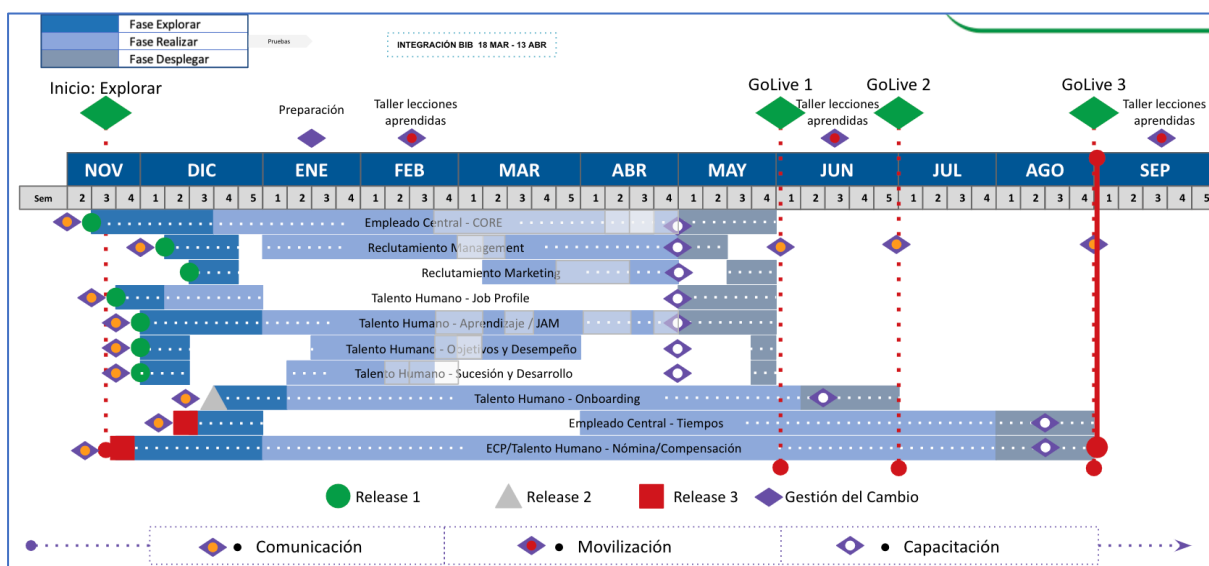 Fase Explorar
Fase Realizar
Fase Desplegar
Pruebas
INTEGRACIÓN BIB 18 MAR - 13 ABR
Inicio: Explorar
Preparación
Taller lecciones
aprendidas
GoLive 1
Taller lecciones
aprendidas
GoLive 2
GoLive 3
Taller lecciones
aprendidas
NOV DIC ENE FEB MAR ABR MAY JUN JUL AGO SEP
Sem 2 3 4 1 2 3 4 5 1 2 3 4 1 2 3 4 1 2 3 4 5 1 2 3 4 1 2 3 4 1 2 3 4 5 1 2 3 4 1 2 3 4 1 2 3 4 5
Empleado Central - CORE
Reclutamiento Management
Reclutamiento Marketing
Talento Humano - Job Profile
Talento Humano - Aprendizaje / JAM
Talento Humano - Objetivos y Desempeño
Talento Humano - Sucesión y Desarrollo
Talento Humano - Onboarding
Empleado Central - Tiempos
ECP/Talento Humano - Nómina/Compensación
Release 1
Release 2
Release 3
Gestión del Cambio
• Comunicación
• Movilización
• Capacitación